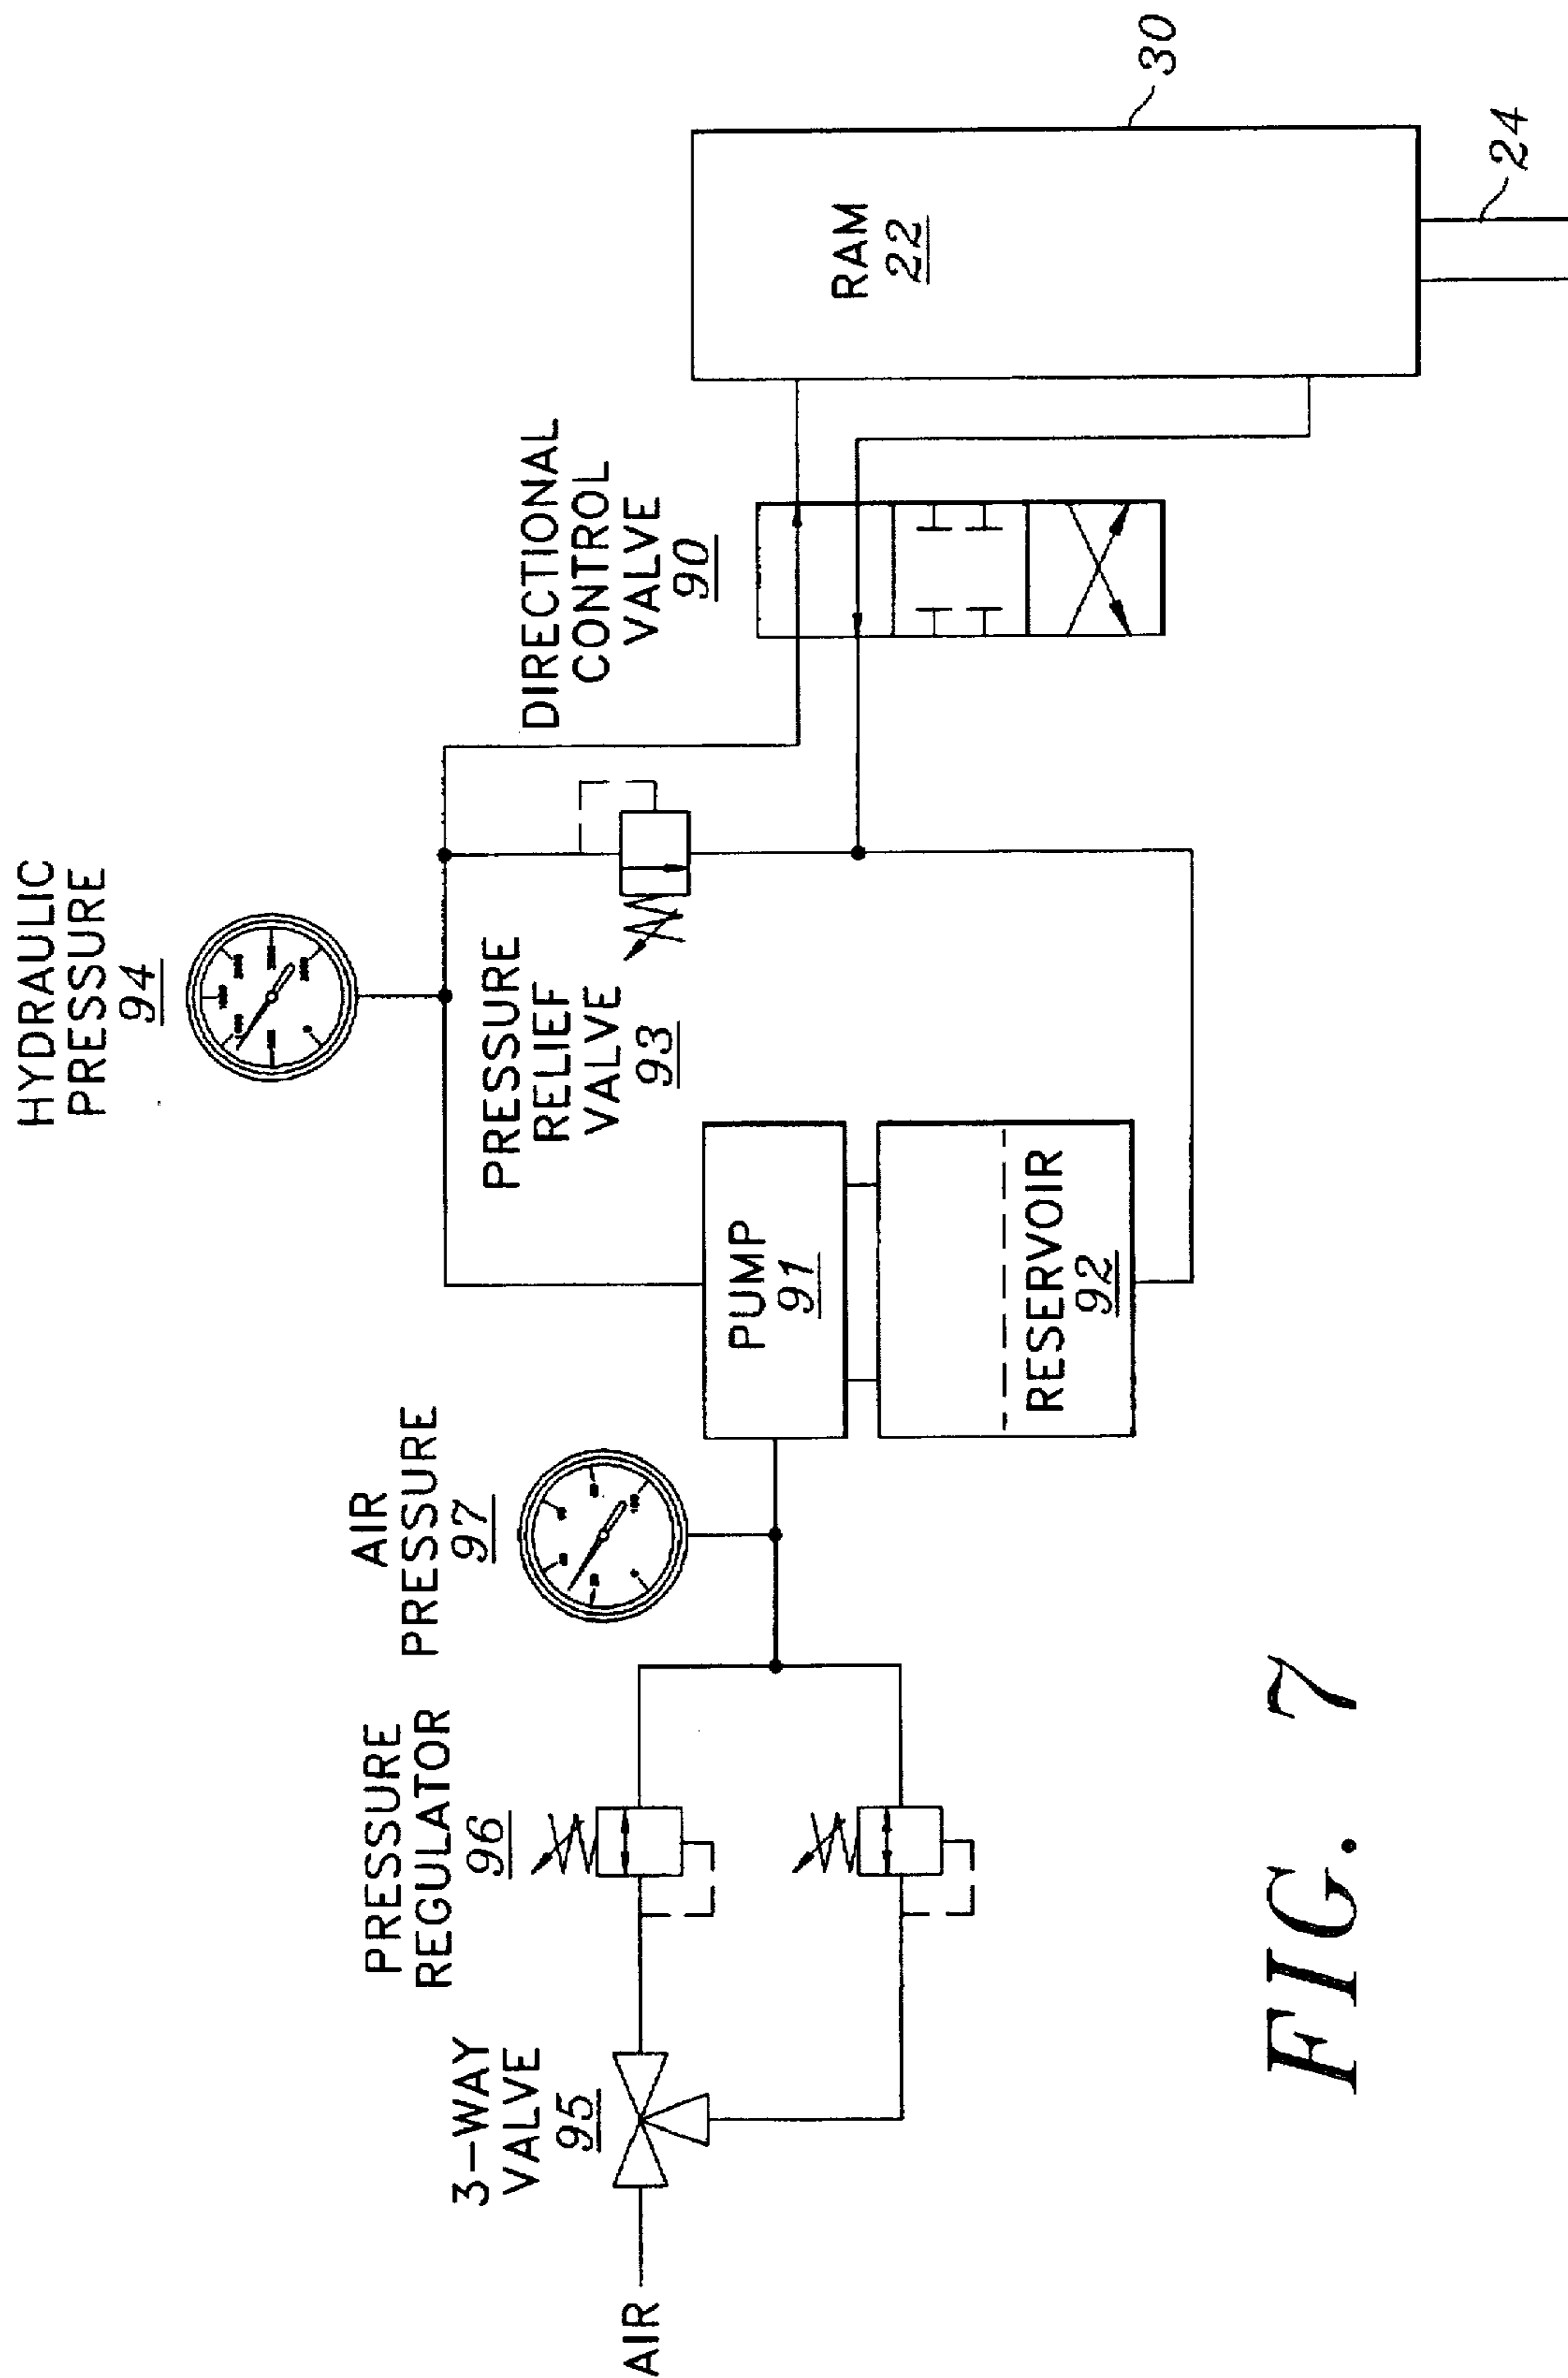 HYDRAULIC
PRESSURE
94
AIR
PRESSURE
97
PRESSURE
REGULATOR
96
3-WAY
VALVE
95
AIR
PRESSURE
RELIEF
VALVE
93
DIRECTIONAL
CONTROL
VALVE
90
PUMP
91
RESERVOIR
92
RAM
22
30
24
FIG. 7